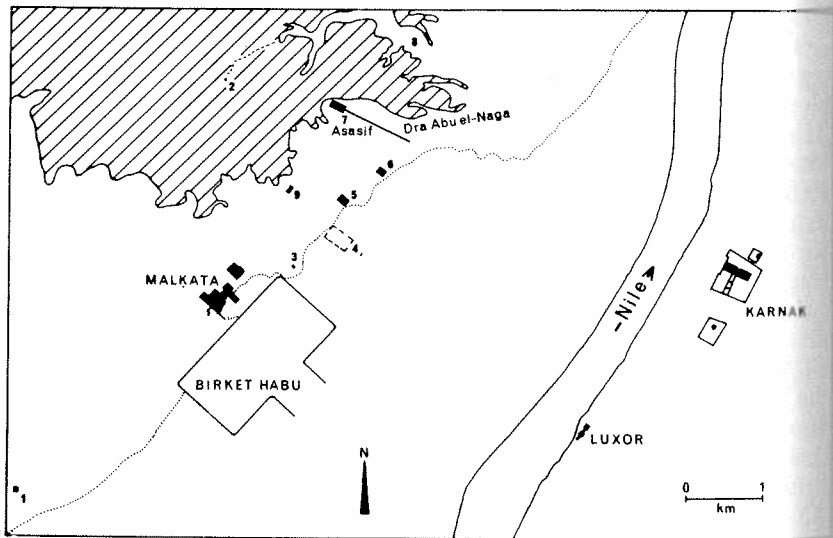 8
2
7
Asasif
Dra Abu el-Naga
6
9
5
4
3
MALKATA
1
Nile
KARNAK
BIRKET HABU
LUXOR
N
1
0 1
km